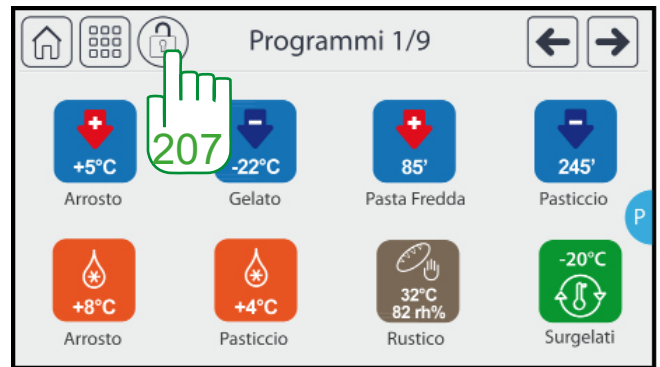 Programmi 1/9
207
+5°C
-22°C
85’
245’
Arrosto
Gelato
Pasta Fredda
Pasticcio
P
+8°C
+4°C
32°C
82 rh%
-20°C
Arrosto
Pasticcio
Rustico
Surgelati